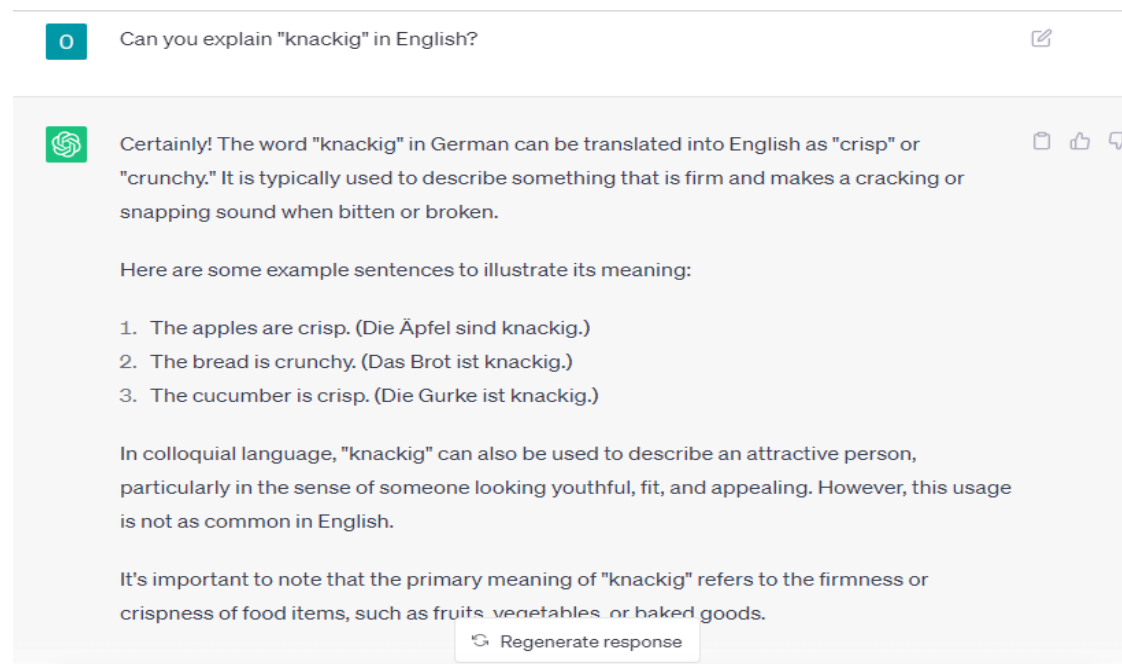 O
Can you explain "knackig" in English?
Certainly! The word "knackig" in German can be translated into English as "crisp" or
"crunchy." It is typically used to describe something that is firm and makes a cracking or
snapping sound when bitten or broken.
Here are some example sentences to illustrate its meaning:
1. The apples are crisp. (Die Äpfel sind knackig.)
2. The bread is crunchy. (Das Brot ist knackig.)
3. The cucumber is crisp. (Die Gurke ist knackig.)
In colloquial language, "knackig" can also be used to describe an attractive person,
particularly in the sense of someone looking youthful, fit, and appealing. However, this usage
is not as common in English.
It's important to note that the primary meaning of "knackig" refers to the firmness or
crispness of food items, such as fruits, vegetables, or baked goods.
Regenerate response